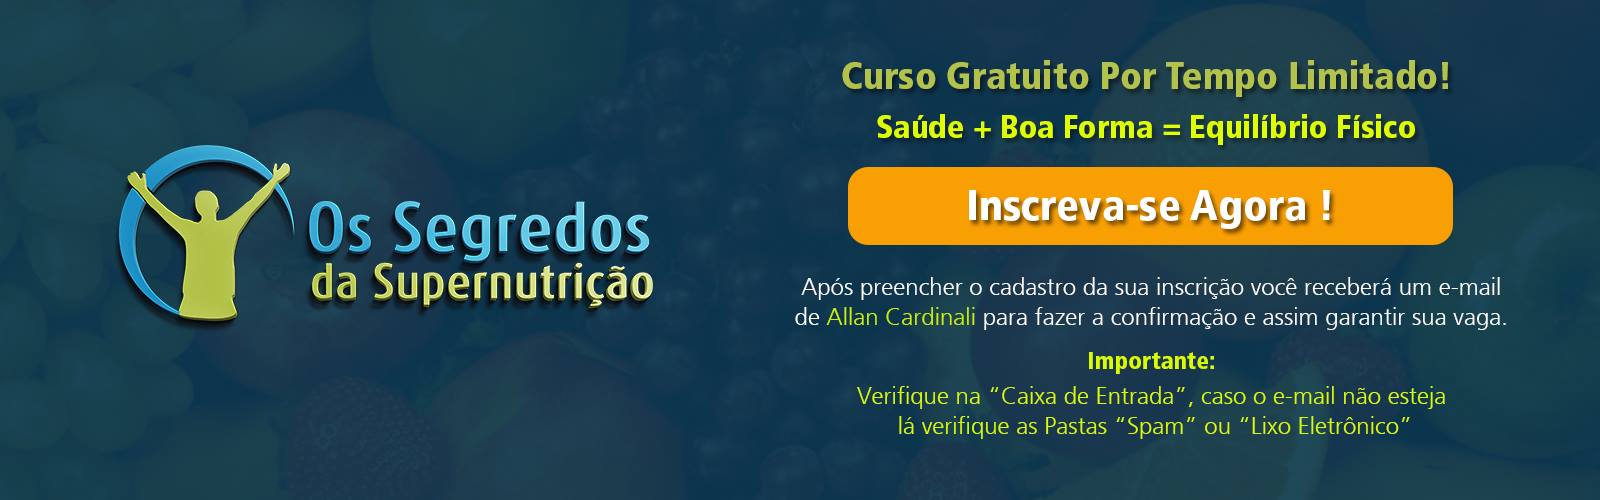 Os Segredos
da Supernutrição
Curso Gratuito Por Tempo Limitado!
Saúde + Boa Forma = Equilíbrio Físico
Inscreva-se Agora !
Após preencher o cadastro da sua inscrição você receberá um e-mail
de Allan Cardinali para fazer a confirmação e assim garantir sua vaga.
Importante:
Verifique na “Caixa de Entrada”, caso o e-mail não esteja
lá verifique as Pastas “Spam” ou “Lixo Eletrônico”